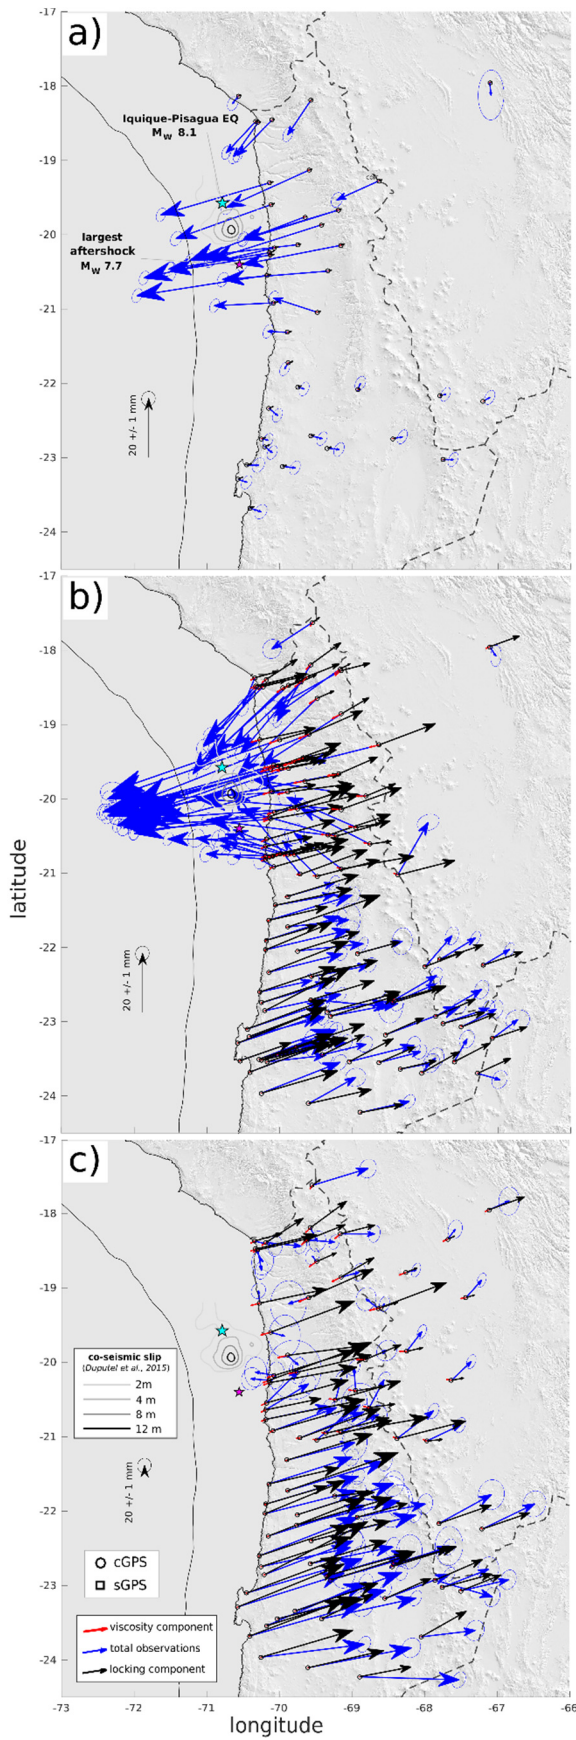 -17
a)
-18
Iquique-Pisagua EQ
M_W 8.1
-19
largest
aftershock
M_W 7.7
-20
-21
-22
20 +/- 1 mm
-23
-24
-17
b)
-18
-19
-20
latitude
-21
-22
20 +/- 1 mm
-23
-24
-17
c)
-18
-19
-20
co-seismic slip
(Duputel et al., 2015)
2m
4 m
8 m
12 m
-21
20 +/- 1 mm
-22
cGPS
sGPS
-23
viscosity component
total observations
locking component
-24
-73 -72 -71 -70 -69 -68 -67 -66
longitude